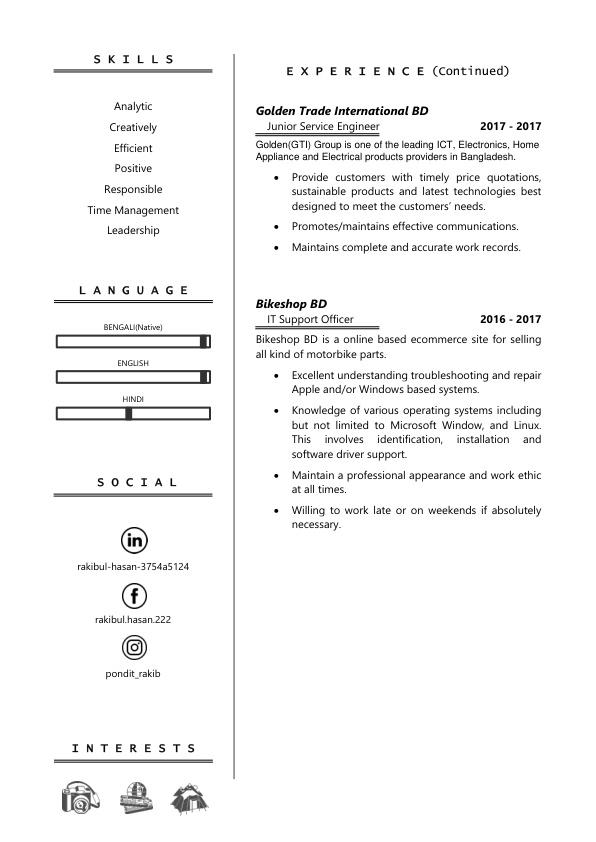 SKILLS
Analytic
Creatively
Efficient
Positive
Responsible
Time Management
Leadership
LANGUAGE
BENGALI(Native)
ENGLISH
HINDI
SOCIAL
in
rakibul-hasan-3754a5124
f
rakibul.hasan.222
pondit_rakib
INTERESTS
EXPERIENCE (Continued)
Golden Trade International BD
Junior Service Engineer 2017 - 2017
Golden(GTI) Group is one of the leading ICT, Electronics, Home
Appliance and Electrical products providers in Bangladesh.
• Provide customers with timely price quotations,
sustainable products and latest technologies best
designed to meet the customers’ needs.
• Promotes/maintains effective communications.
• Maintains complete and accurate work records.
Bikeshop BD
IT Support Officer 2016 - 2017
Bikeshop BD is a online based ecommerce site for selling
all kind of motorbike parts.
• Excellent understanding troubleshooting and repair
Apple and/or Windows based systems.
• Knowledge of various operating systems including
but not limited to Microsoft Window, and Linux.
This involves identification, installation and
software driver support.
• Maintain a professional appearance and work ethic
at all times.
• Willing to work late or on weekends if absolutely
necessary.